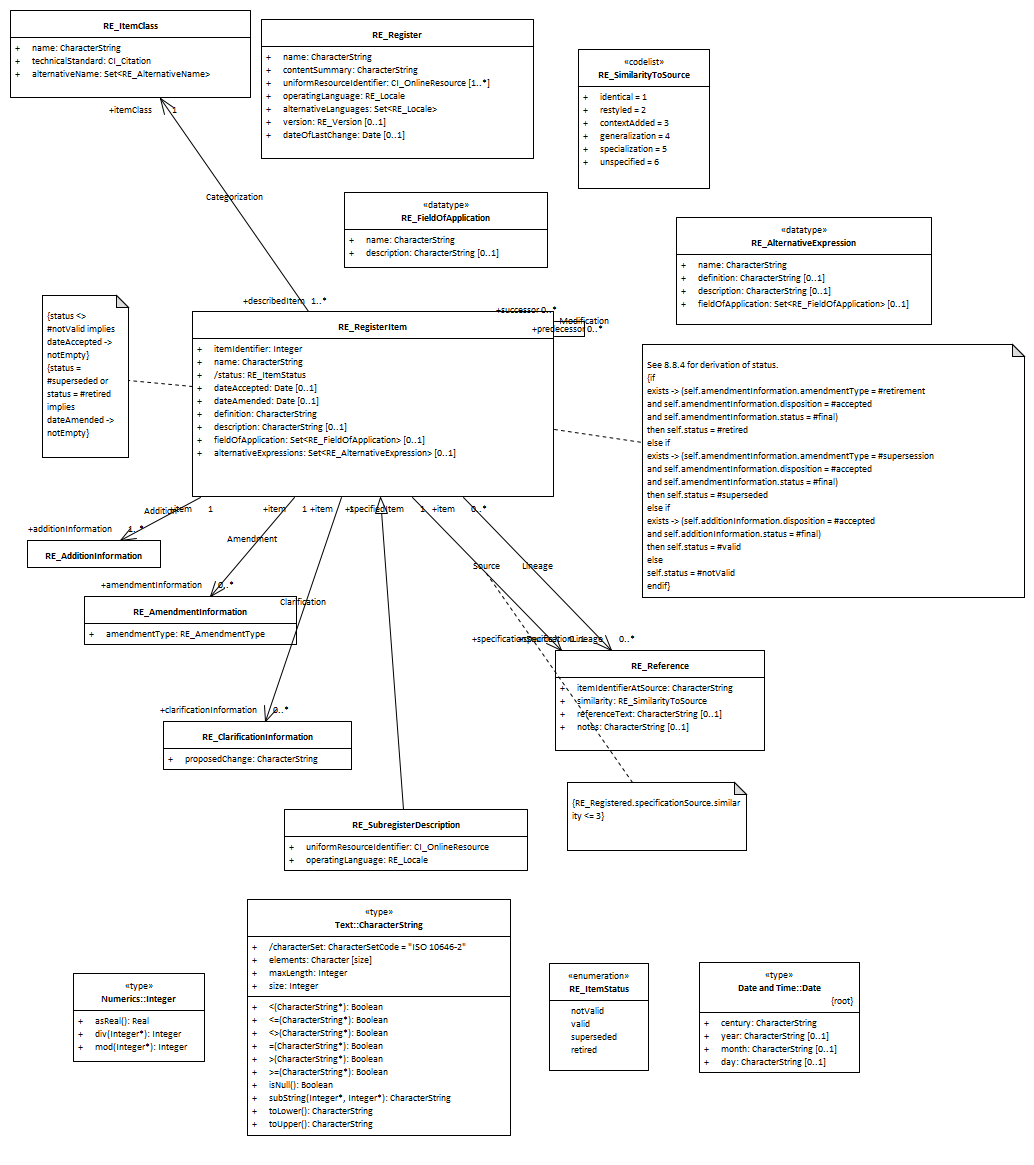 RE_ItemClass
+ name: CharacterString
+ technicalStandard: CI_Citation
+ alternativeName: Set<RE_AlternativeName>
RE_Register
+ name: CharacterString
+ contentSummary: CharacterString
+ uniformResourceIdentifier: CI_OnlineResource [1..*]
+ operatingLanguage: RE_Locale
+ alternativeLanguages: Set<RE_Locale>
+ version: RE_Version [0..1]
+ dateOfLastChange: Date [0..1]
«codelist»
RE_SimilarityToSource
+ identical = 1
+ restyled = 2
+ contextAdded = 3
+ generalization = 4
+ specialization = 5
+ unspecified = 6
+itemClass 1
Categorization
«datatype»
RE_FieldOfApplication
+ name: CharacterString
+ description: CharacterString [0..1]
«datatype»
RE_AlternativeExpression
+ name: CharacterString
+ definition: CharacterString [0..1]
+ description: CharacterString [0..1]
+ fieldOfApplication: Set<RE_FieldOfApplication> [0..1]
+describedItem 1..*
+successor 0..*
Modification
+predecessor 0..*
{status <>
#notValid implies
dateAccepted ->
notEmpty}
{status =
#superseded or
status = #retired
implies
dateAmended ->
notEmpty}
RE_RegisterItem
+ itemIdentifier: Integer
+ name: CharacterString
+ /status: RE_ItemStatus
+ dateAccepted: Date [0..1]
+ dateAmended: Date [0..1]
+ definition: CharacterString
+ description: CharacterString [0..1]
+ fieldOfApplication: Set<RE_FieldOfApplication> [0..1]
+ alternativeExpressions: Set<RE_AlternativeExpression> [0..1]
See 8.8.4 for derivation of status.
{if
exists -> (self.amendmentInformation.amendmentType = #retirement
and self.amendmentInformation.disposition = #accepted
and self.amendmentInformation.status = #final)
then self.status = #retired
else if
exists -> (self.amendmentInformation.amendmentType = #supersession
and self.amendmentInformation.disposition = #accepted
and self.amendmentInformation.status = #final)
then self.status = #superseded
else if
exists -> (self.additionInformation.disposition = #accepted
and self.additionInformation.status = #final)
then self.status = #valid
else
self.status = #notValid
endif}
Addition +item 1 +item 1 +item 1 +specifiedItem 1 +item 0..*
+additionInformation 1..*
RE_AdditionInformation
Amendment
+amendmentInformation 0..*
RE_AmendmentInformation
+ amendmentType: RE_AmendmentType
Clarification
Source Lineage
+specificationSource 0..1 +specificationLineage 0..*
RE_Reference
+ itemIdentifierAtSource: CharacterString
+ similarity: RE_SimilarityToSource
+ referenceText: CharacterString [0..1]
+ notes: CharacterString [0..1]
+clarificationInformation 0..*
RE_ClarificationInformation
+ proposedChange: CharacterString
{RE_Registered.specificationSource.similar
ity <= 3}
RE_SubregisterDescription
+ uniformResourceIdentifier: CI_OnlineResource
+ operatingLanguage: RE_Locale
«type»
Text::CharacterString
+ /characterSet: CharacterSetCode = "ISO 10646-2"
+ elements: Character [size]
+ maxLength: Integer
+ size: Integer
+ <(CharacterString*): Boolean
+ <=(CharacterString*): Boolean
+ <>(CharacterString*): Boolean
+ =(CharacterString*): Boolean
+ >(CharacterString*): Boolean
+ >=(CharacterString*): Boolean
+ isNull(): Boolean
+ subString(Integer*, Integer*): CharacterString
+ toLower(): CharacterString
+ toUpper(): CharacterString
«type»
Numerics::Integer
+ asReal(): Real
+ div(Integer*): Integer
+ mod(Integer*): Integer
«enumeration»
RE_ItemStatus
notValid
valid
superseded
retired
«type»
Date and Time::Date
{root}
+ century: CharacterString
+ year: CharacterString [0..1]
+ month: CharacterString [0..1]
+ day: CharacterString [0..1]